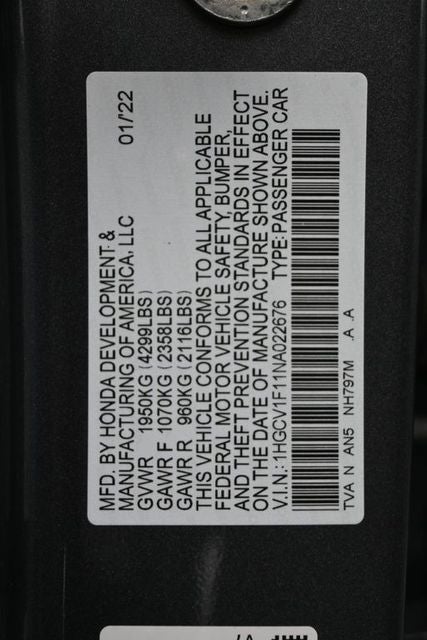 MFD. BY HONDA DEVELOPMENT &
MANUFACTURING OF AMERICA, LLC 01/'22
GVWR 1950KG (4299LBS)
GAWR F 1070KG (2358LBS)
GAWR R 960KG (2116LBS)
THIS VEHICLE CONFORMS TO ALL APPLICABLE
FEDERAL MOTOR VEHICLE SAFETY, BUMPER,
AND THEFT PREVENTION STANDARDS IN EFFECT
ON THE DATE OF MANUFACTURE SHOWN ABOVE.
V.I.N.: 1HGCV1F11NA022676 TYPE: PASSENGER CAR
TVA N AN5 NH797M .A .A